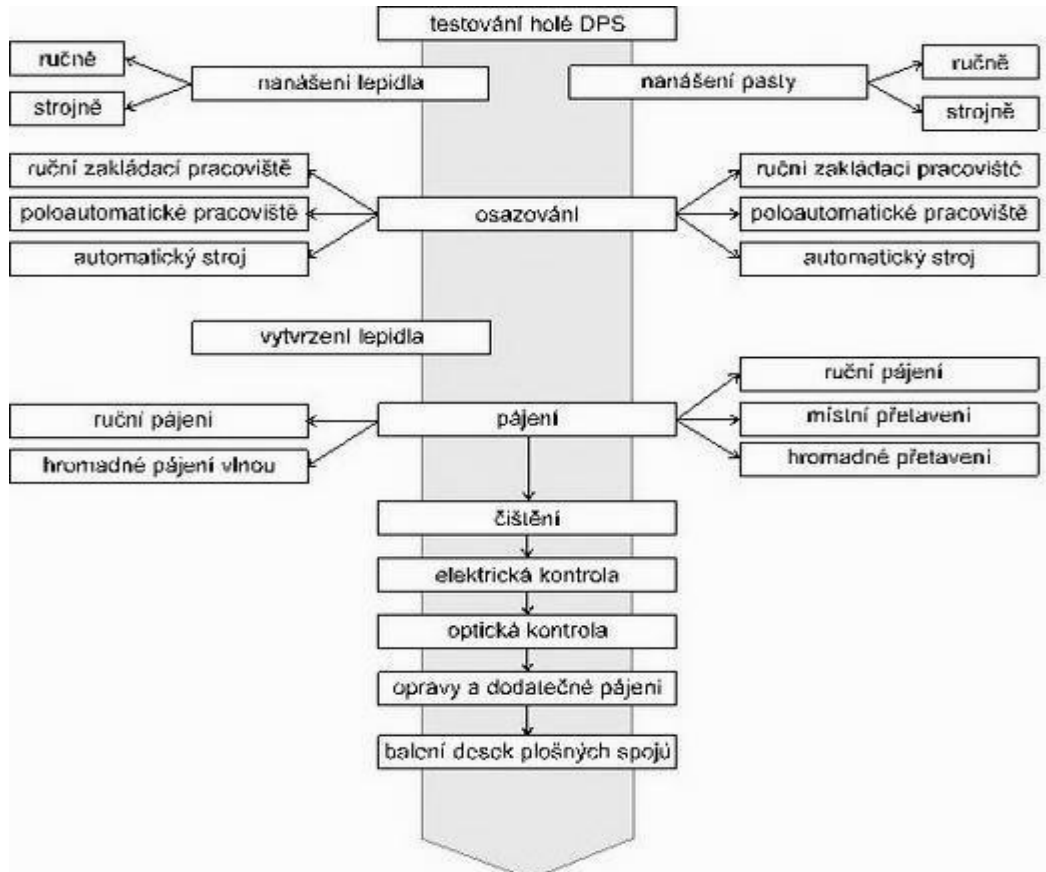 testování holé DPS
ručně
nanášení lepidla
strojně
nanášení pasty
ručně
strojně
ruční zakládací pracoviště
poloautomatické pracoviště
automatický stroj
osazování
ruční zakládací pracoviště
poloautomatické pracoviště
automatický stroj
vytvrzení lepidla
ruční pájení
hromadné pájení vlnou
pájení
ruční pájení
místní přetavení
hromadné přetavení
čištění
elektrická kontrola
optická kontrola
opravy a dodatečné pájení
balení desek plošných spojů